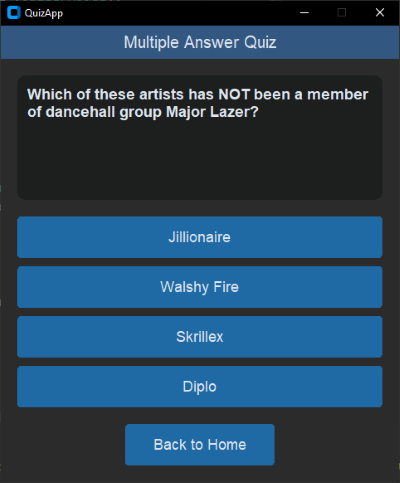 QuizApp
Multiple Answer Quiz
Which of these artists has NOT been a member
of dancehall group Major Lazer?
Jillionaire
Walshy Fire
Skrillex
Diplo
Back to Home